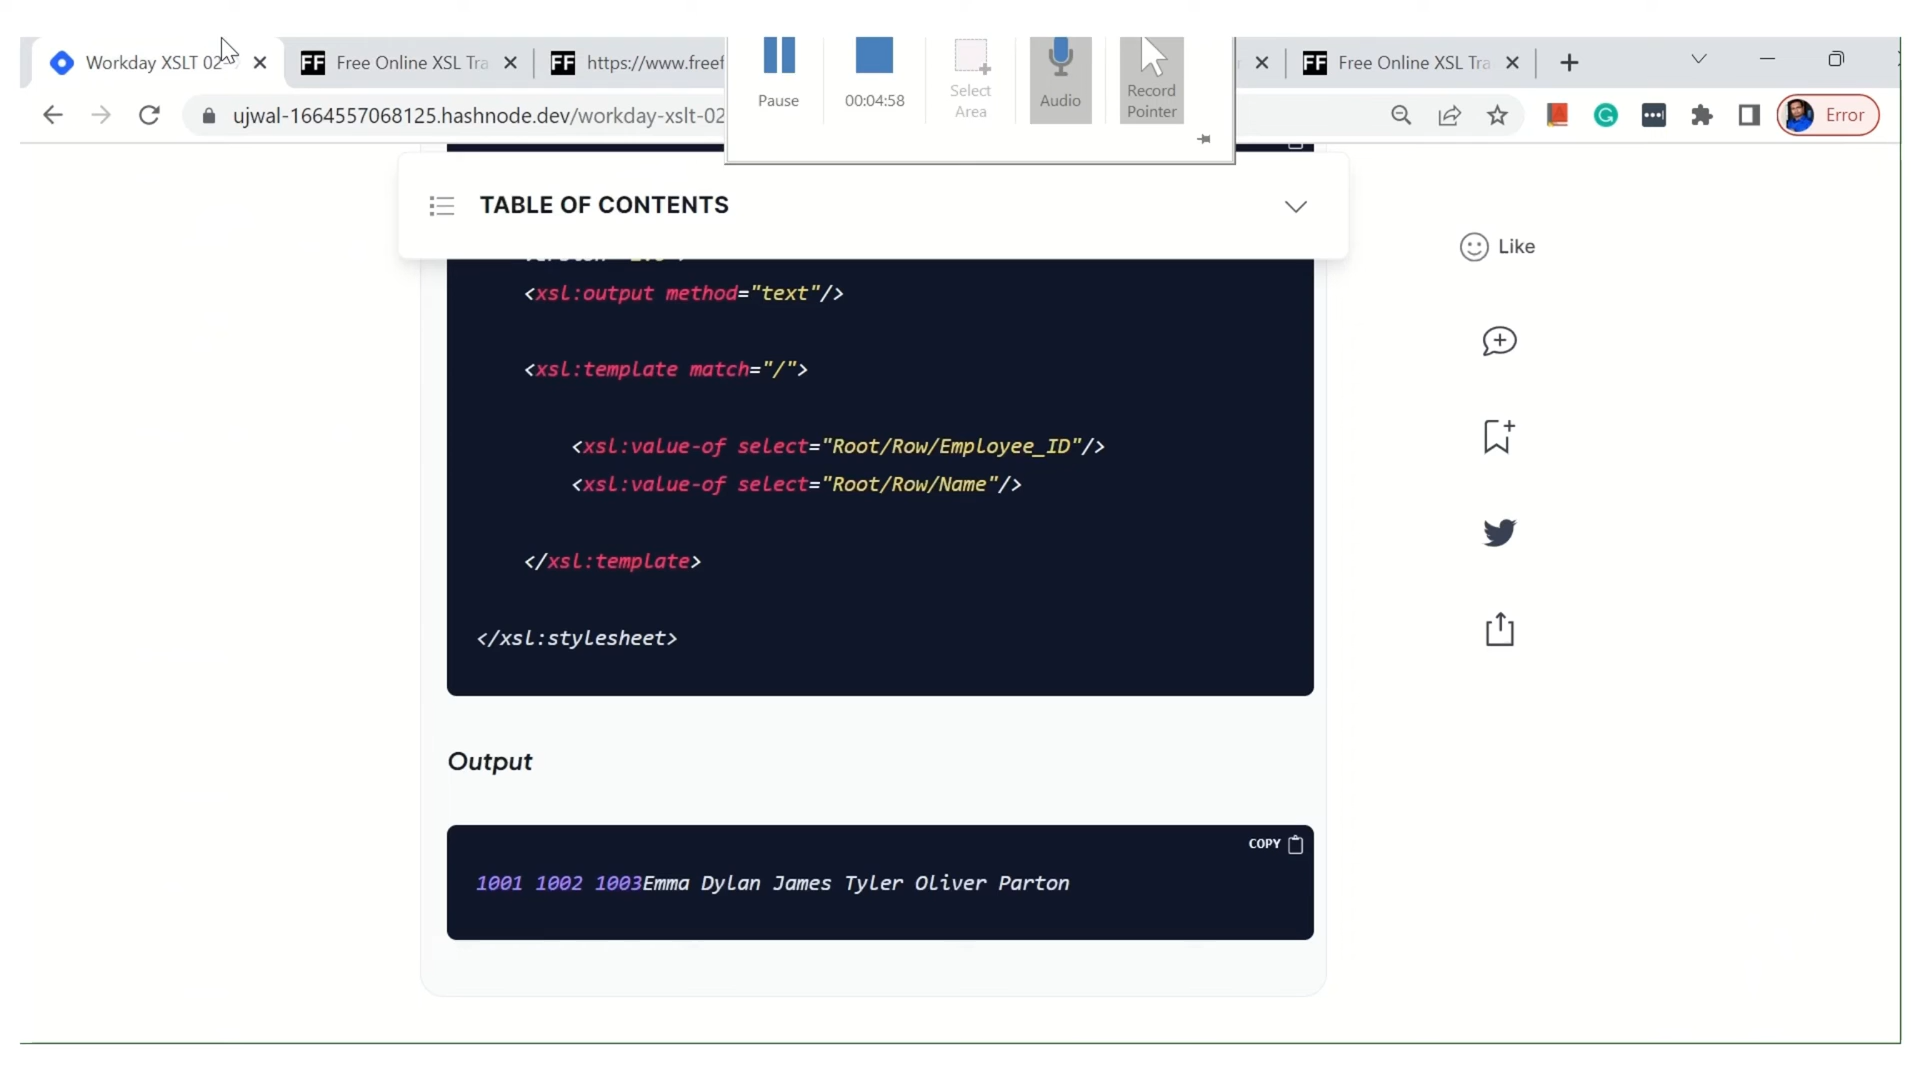 Workday XSLT 02
FF Free Online XSL Tra
FF https://www.freef
FF Free Online XSL Tra
Pause
00:04:58
Select
Area
Audio
Record
Pointer
ujwal-1664557068125.hashnode.dev/workday-xslt-02
Error
TABLE OF CONTENTS
Like
<xsl:output method="text"/>
<xsl:template match="/">
<xsl:value-of select="Root/Row/Employee_ID"/>
<xsl:value-of select="Root/Row/Name"/>
</xsl:template>
</xsl:stylesheet>
Output
COPY
1001 1002 1003Emma Dylan James Tyler Oliver Parton